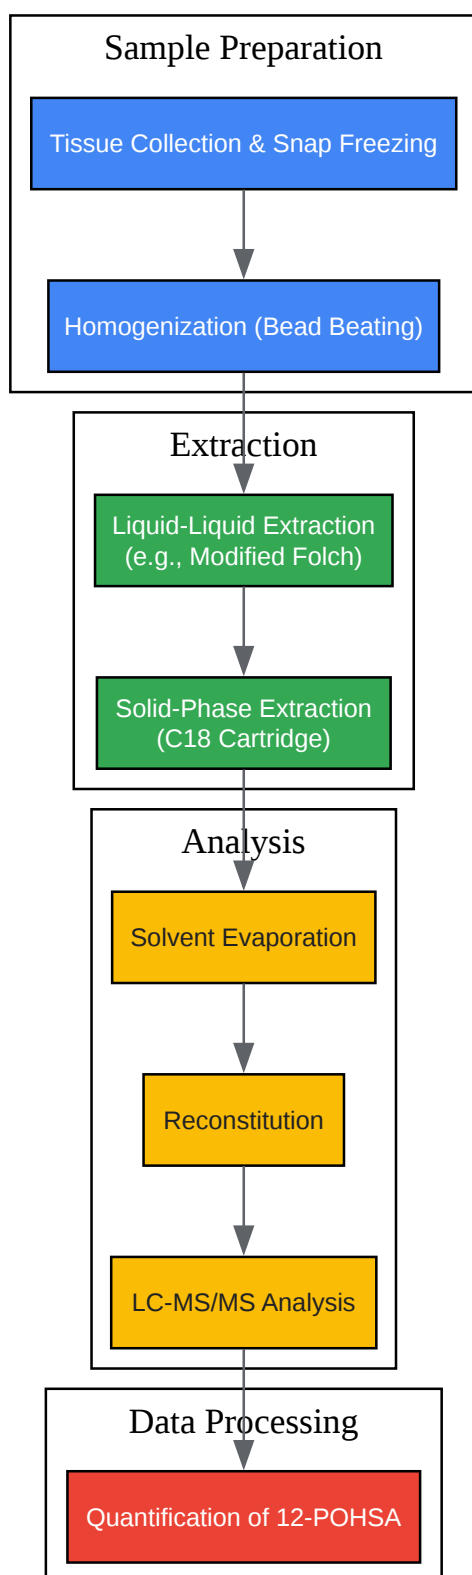 Sample Preparation
Tissue Collection & Snap Freezing
Homogenization (Bead Beating)
Extraction
Liquid-Liquid Extraction
(e.g., Modified Folch)
Solid-Phase Extraction
(C18 Cartridge)
Analysis
Solvent Evaporation
Reconstitution
LC-MS/MS Analysis
Data Processing
Quantification of 12-POHSA